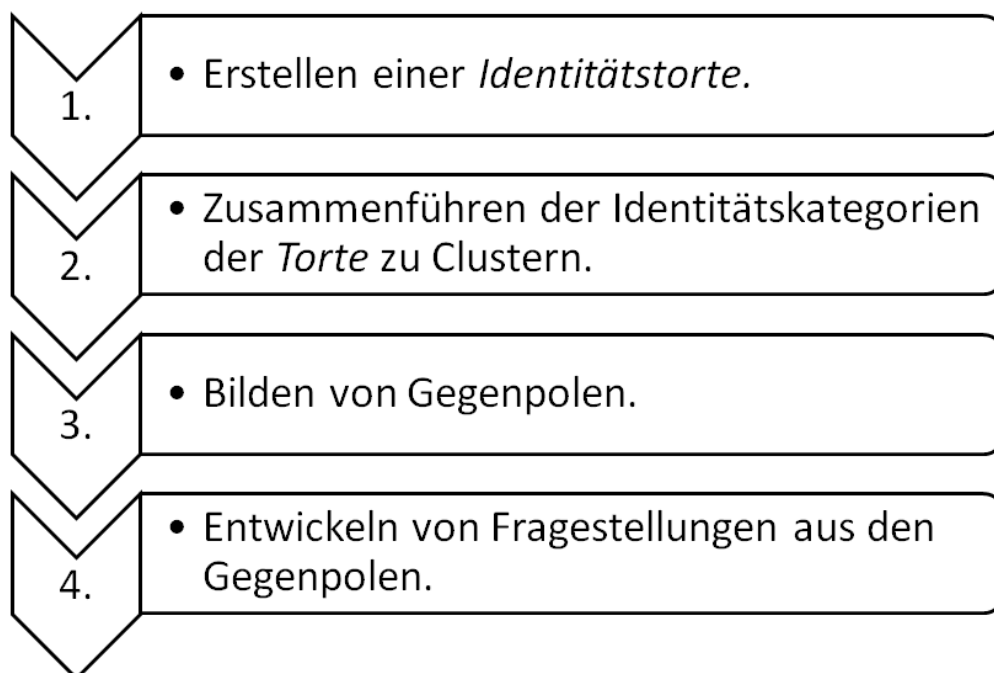 1.
• Erstellen einer Identitätstorte.
2.
• Zusammenführen der Identitätskategorien
der Torte zu Clustern.
3.
• Bilden von Gegenpolen.
4.
• Entwickeln von Fragestellungen aus den
Gegenpolen.